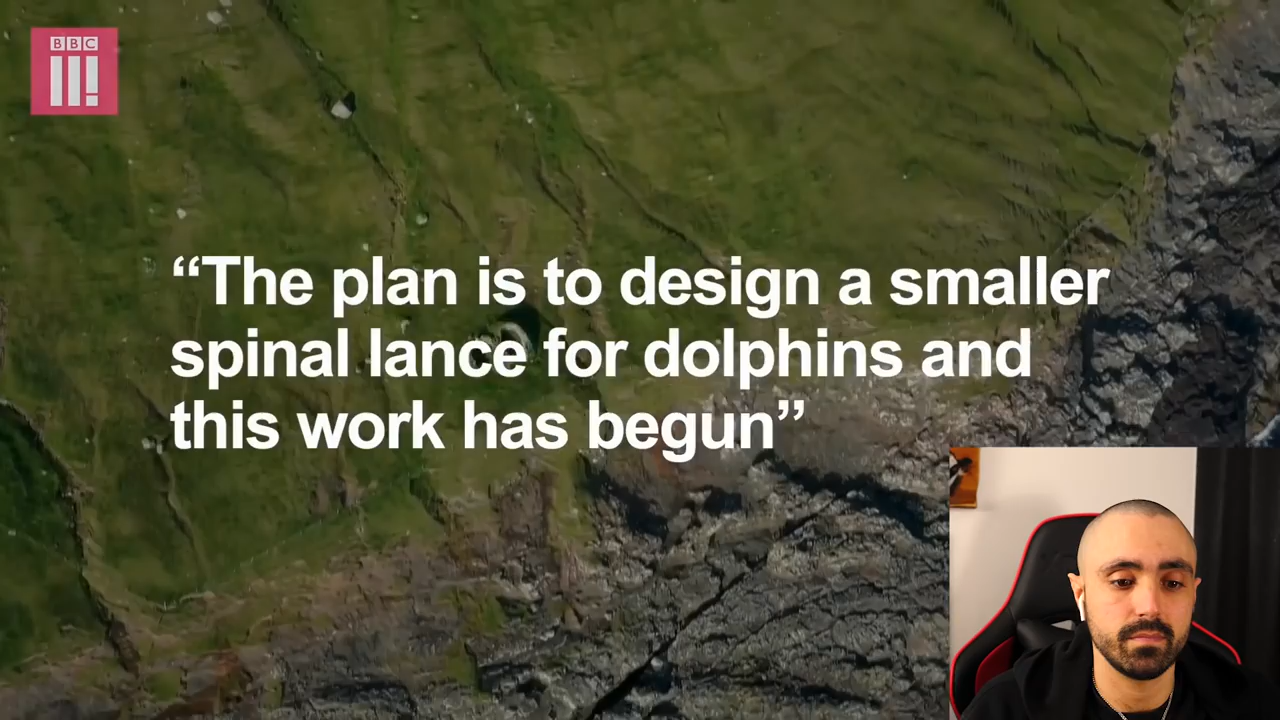 BBC
“The plan is to design a smaller
spinal lance for dolphins and
this work has begun”